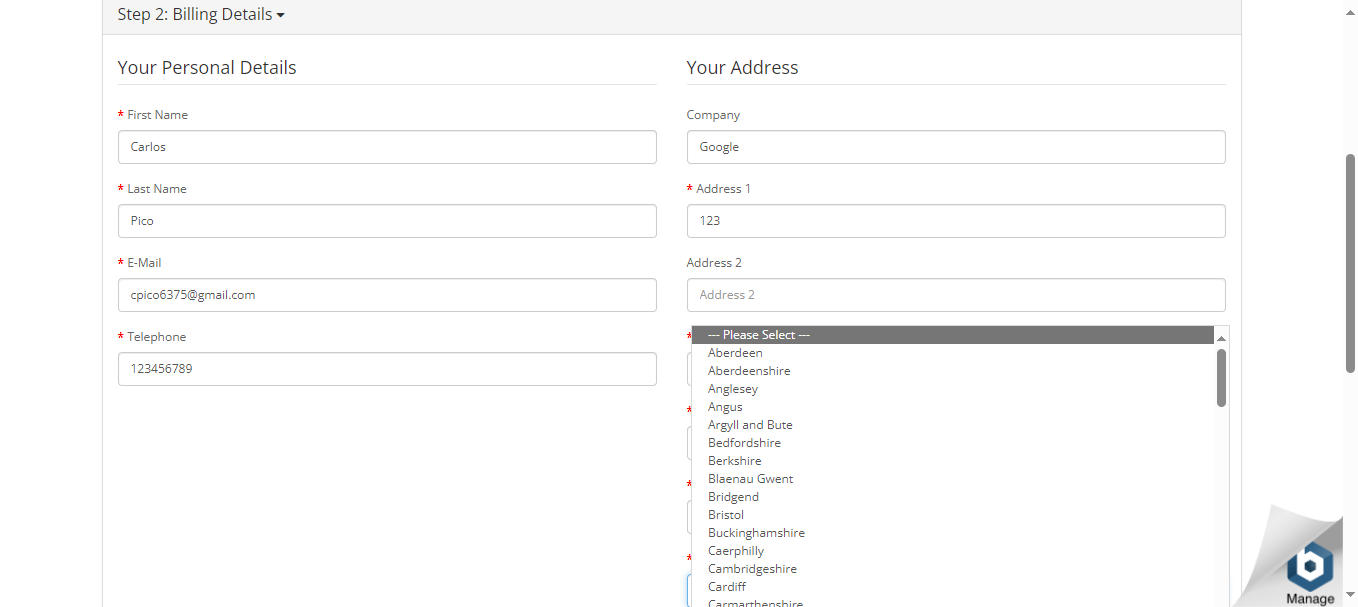 Step 2: Billing Details
Your Personal Details
* First Name
Carlos
* Last Name
Pico
* E-Mail
cpico6375@gmail.com
* Telephone
123456789
Your Address
Company
Google
* Address 1
123
Address 2
Address 2
*
--- Please Select ---
Aberdeen
Aberdeenshire
Anglesey
Angus
Argyll and Bute
Bedfordshire
Berkshire
Blaenau Gwent
Bridgend
Bristol
Buckinghamshire
Caerphilly
Cambridgeshire
Cardiff
Carmarthenshire
*
*
*
b
Manage